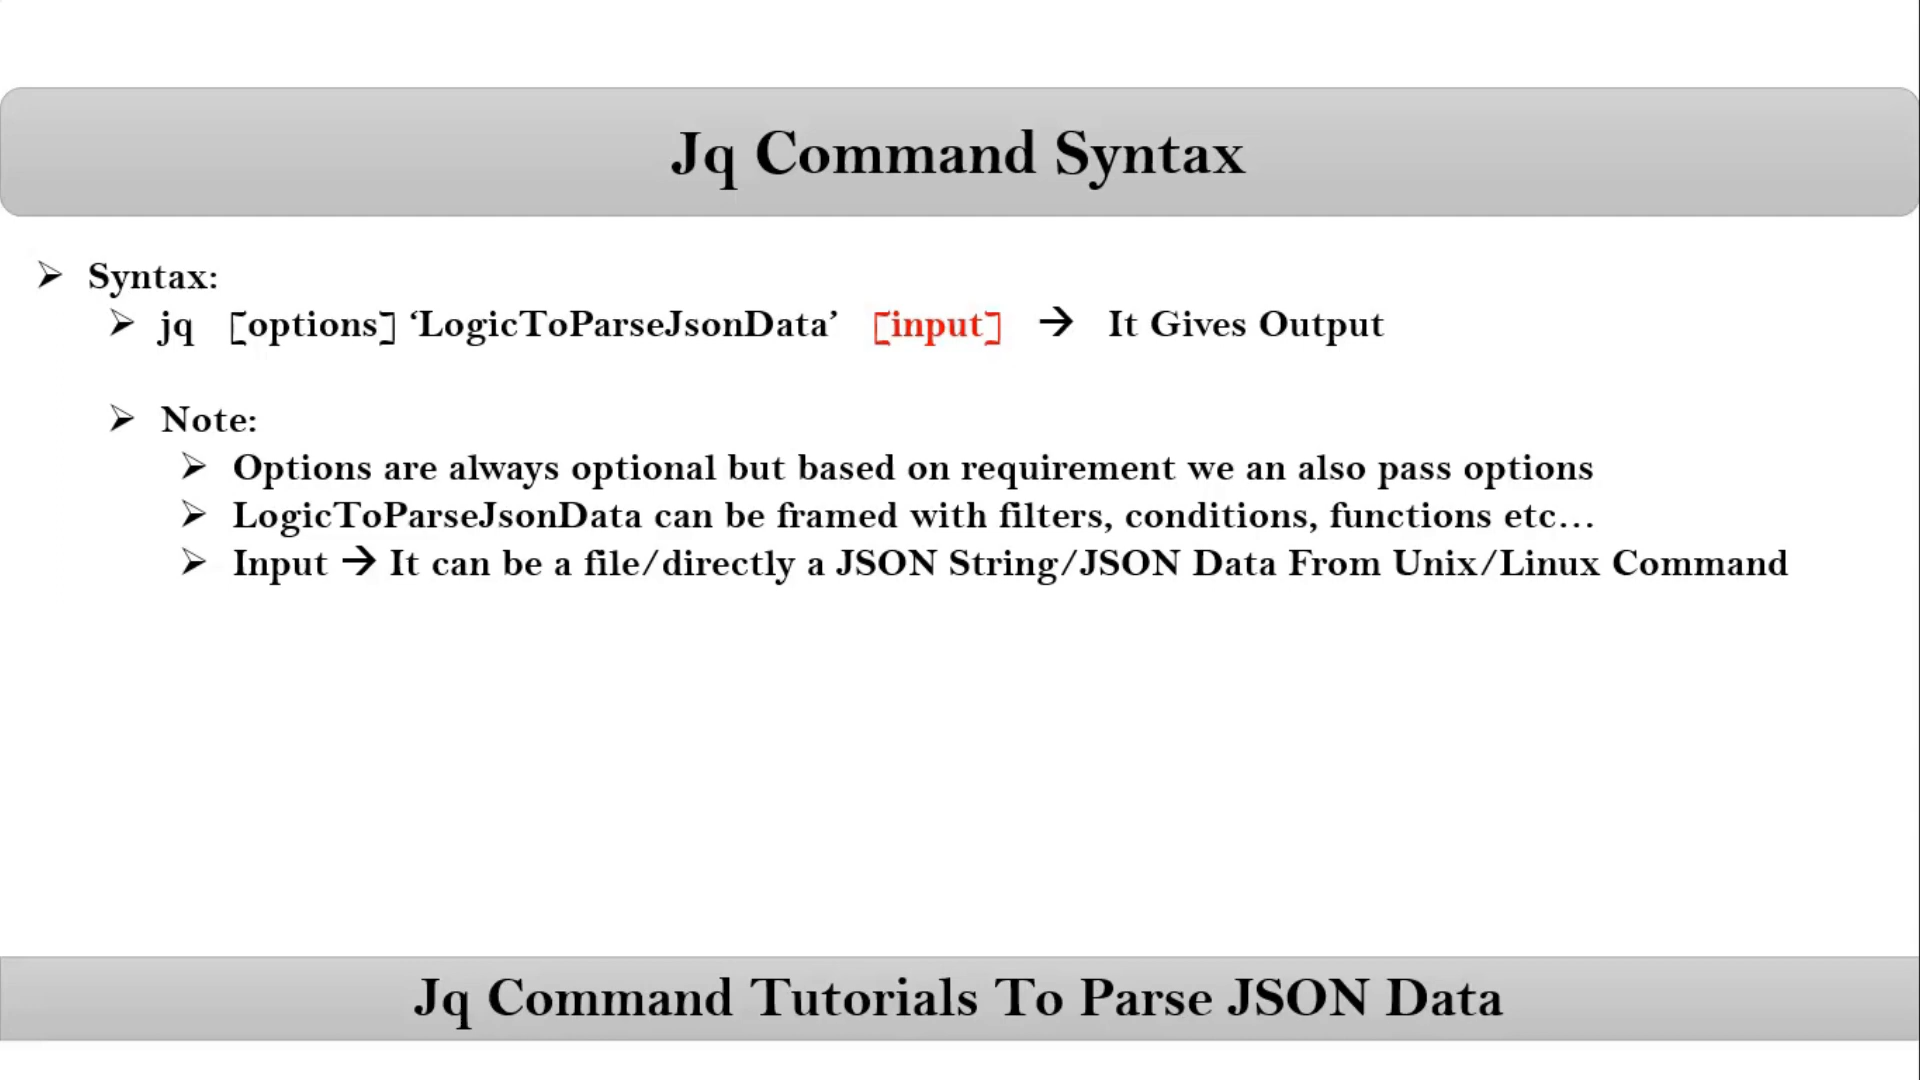 Jq Command Syntax
➢ Syntax:
➢ jq [options] ‘LogicToParseJsonData’ [input] → It Gives Output
➢ Note:
➢ Options are always optional but based on requirement we an also pass options
➢ LogicToParseJsonData can be framed with filters, conditions, functions etc…
➢ Input → It can be a file/directly a JSON String/JSON Data From Unix/Linux Command
Jq Command Tutorials To Parse JSON Data